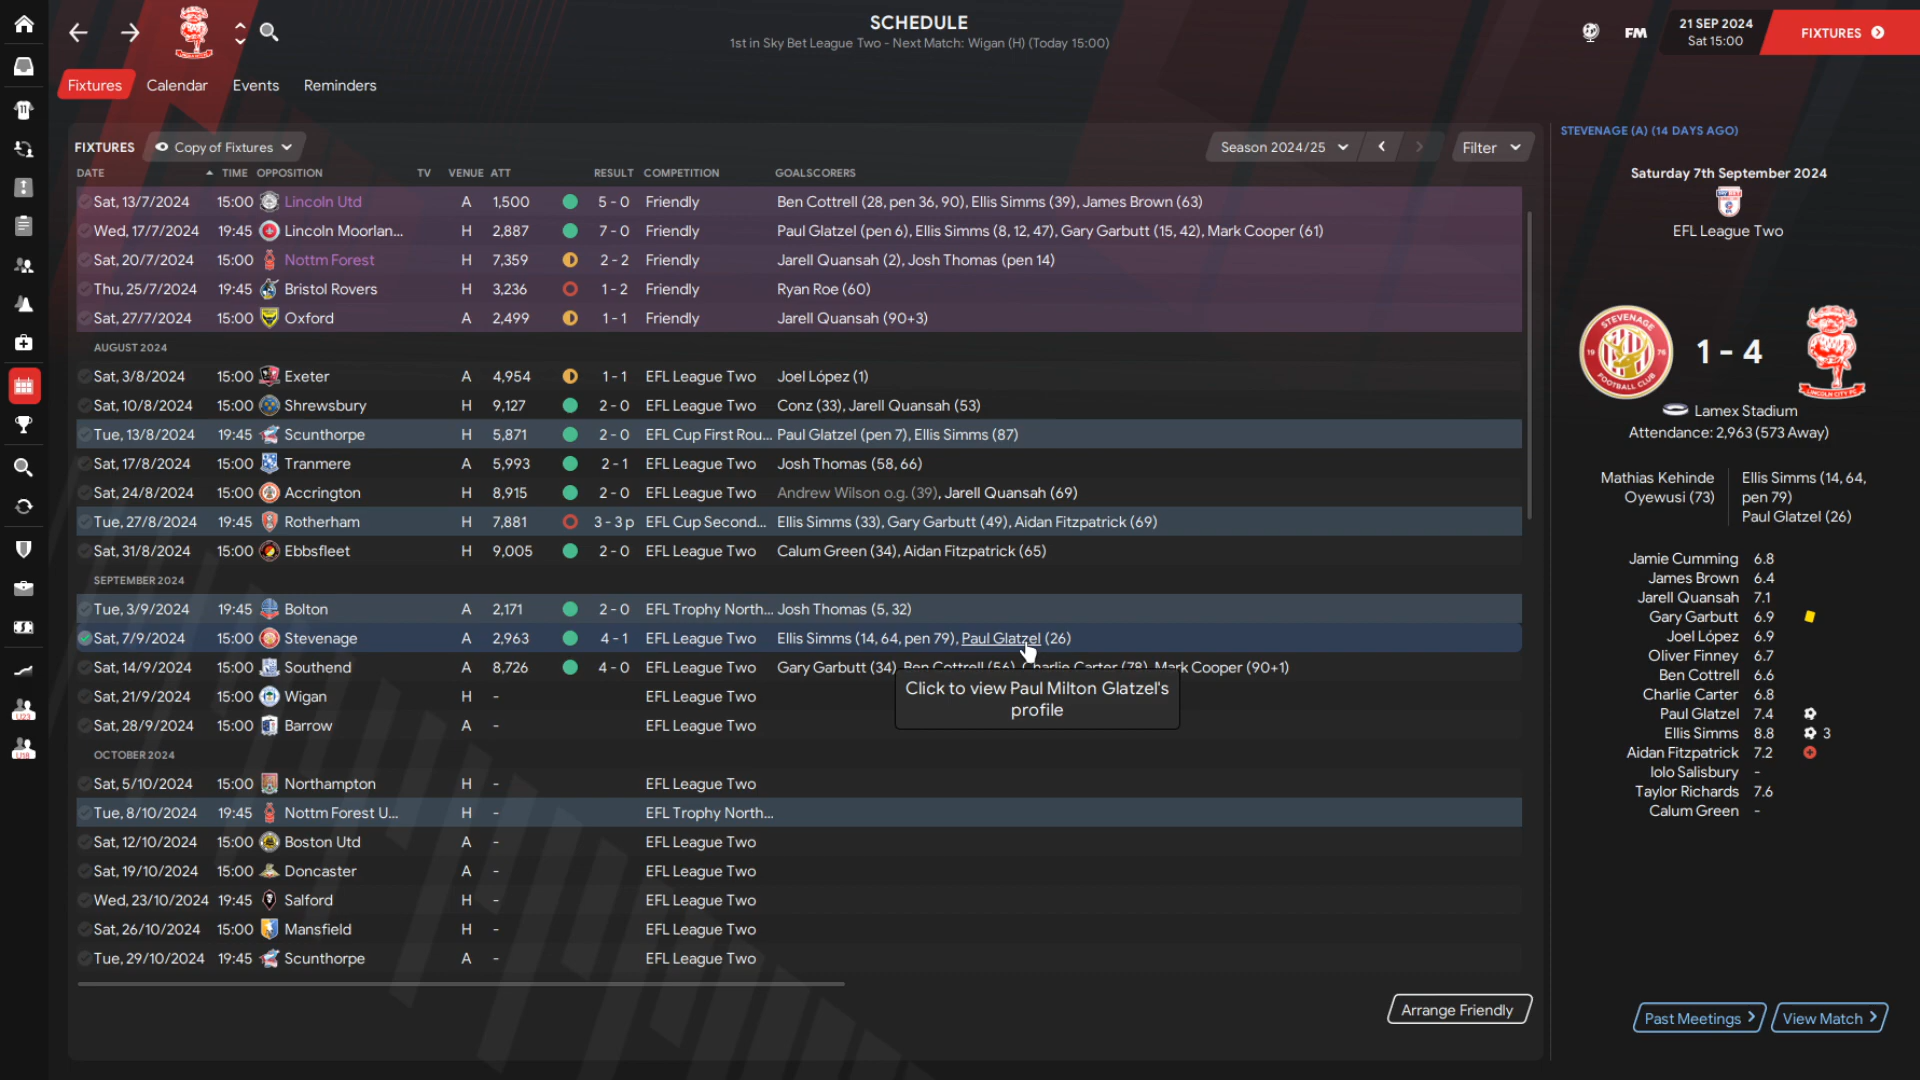 SCHEDULE
1st in Sky Bet League Two - Next Match: Wigan (H) (Today 15:00)
FM
21 SEP 2024
Sat 15:00
FIXTURES
Fixtures Calendar Events Reminders
FIXTURES Copy of Fixtures Season 2024/25 Filter
DATE TIME OPPOSITION TV VENUE ATT RESULT COMPETITION GOALSCORERS
Sat, 13/7/2024 15:00 Lincoln Utd A 1,500 5 - 0 Friendly Ben Cottrell (28, pen 36, 90), Ellis Simms (39), James Brown (63)
Wed, 17/7/2024 19:45 Lincoln Moorlan... H 2,887 7 - 0 Friendly Paul Glatzel (pen 6), Ellis Simms (8, 12, 47), Gary Garbutt (15, 42), Mark Cooper (61)
Sat, 20/7/2024 15:00 Nottm Forest H 7,359 2 - 2 Friendly Jarell Quansah (2), Josh Thomas (pen 14)
Thu, 25/7/2024 19:45 Bristol Rovers H 3,236 1 - 2 Friendly Ryan Roe (60)
Sat, 27/7/2024 15:00 Oxford A 2,499 1 - 1 Friendly Jarell Quansah (90+3)
AUGUST 2024
Sat, 3/8/2024 15:00 Exeter A 4,954 1 - 1 EFL League Two Joel López (1)
Sat, 10/8/2024 15:00 Shrewsbury H 9,127 2 - 0 EFL League Two Conz (33), Jarell Quansah (53)
Tue, 13/8/2024 19:45 Scunthorpe H 5,871 2 - 0 EFL Cup First Rou... Paul Glatzel (pen 7), Ellis Simms (87)
Sat, 17/8/2024 15:00 Tranmere A 5,993 2 - 1 EFL League Two Josh Thomas (58, 66)
Sat, 24/8/2024 15:00 Accrington H 8,915 2 - 0 EFL League Two Andrew Wilson o.g. (39), Jarell Quansah (69)
Tue, 27/8/2024 19:45 Rotherham H 7,881 3 - 3 p EFL Cup Second... Ellis Simms (33), Gary Garbutt (49), Aidan Fitzpatrick (69)
Sat, 31/8/2024 15:00 Ebbsfleet H 9,005 2 - 0 EFL League Two Calum Green (34), Aidan Fitzpatrick (65)
SEPTEMBER 2024
Tue, 3/9/2024 19:45 Bolton A 2,171 2 - 0 EFL Trophy North... Josh Thomas (5, 32)
Sat, 7/9/2024 15:00 Stevenage A 2,963 4 - 1 EFL League Two Ellis Simms (14, 64, pen 79), Paul Glatzel (26)
Sat, 14/9/2024 15:00 Southend A 8,726 4 - 0 EFL League Two Gary Garbutt (34), Ben Cottrell (56), Charlie Carter (78), Mark Cooper (90+1)
Sat, 21/9/2024 15:00 Wigan H - EFL League Two
Sat, 28/9/2024 15:00 Barrow A - EFL League Two
Click to view Paul Milton Glatzel's
profile
OCTOBER 2024
Sat, 5/10/2024 15:00 Northampton H - EFL League Two
Tue, 8/10/2024 19:45 Nottm Forest U... H - EFL Trophy North...
Sat, 12/10/2024 15:00 Boston Utd A - EFL League Two
Sat, 19/10/2024 15:00 Doncaster A - EFL League Two
Wed, 23/10/2024 19:45 Salford H - EFL League Two
Sat, 26/10/2024 15:00 Mansfield H - EFL League Two
Tue, 29/10/2024 19:45 Scunthorpe A - EFL League Two
Arrange Friendly
STEVENAGE (A) (14 DAYS AGO)
Saturday 7th September 2024
EFL League Two
STEVENAGE
19 76
FOOTBALL CLUB
1 - 4
LINCOLN CITY FC
Lamex Stadium
Attendance: 2,963 (573 Away)
Mathias Kehinde
Oyewusi (73)
Ellis Simms (14, 64,
pen 79)
Paul Glatzel (26)
Jamie Cumming 6.8
James Brown 6.4
Jarell Quansah 7.1
Gary Garbutt 6.9
Joel López 6.9
Oliver Finney 6.7
Ben Cottrell 6.6
Charlie Carter 6.8
Paul Glatzel 7.4
Ellis Simms 8.8 3
Aidan Fitzpatrick 7.2
Iolo Salisbury -
Taylor Richards 7.6
Calum Green -
Past Meetings
View Match
11
U23
U18